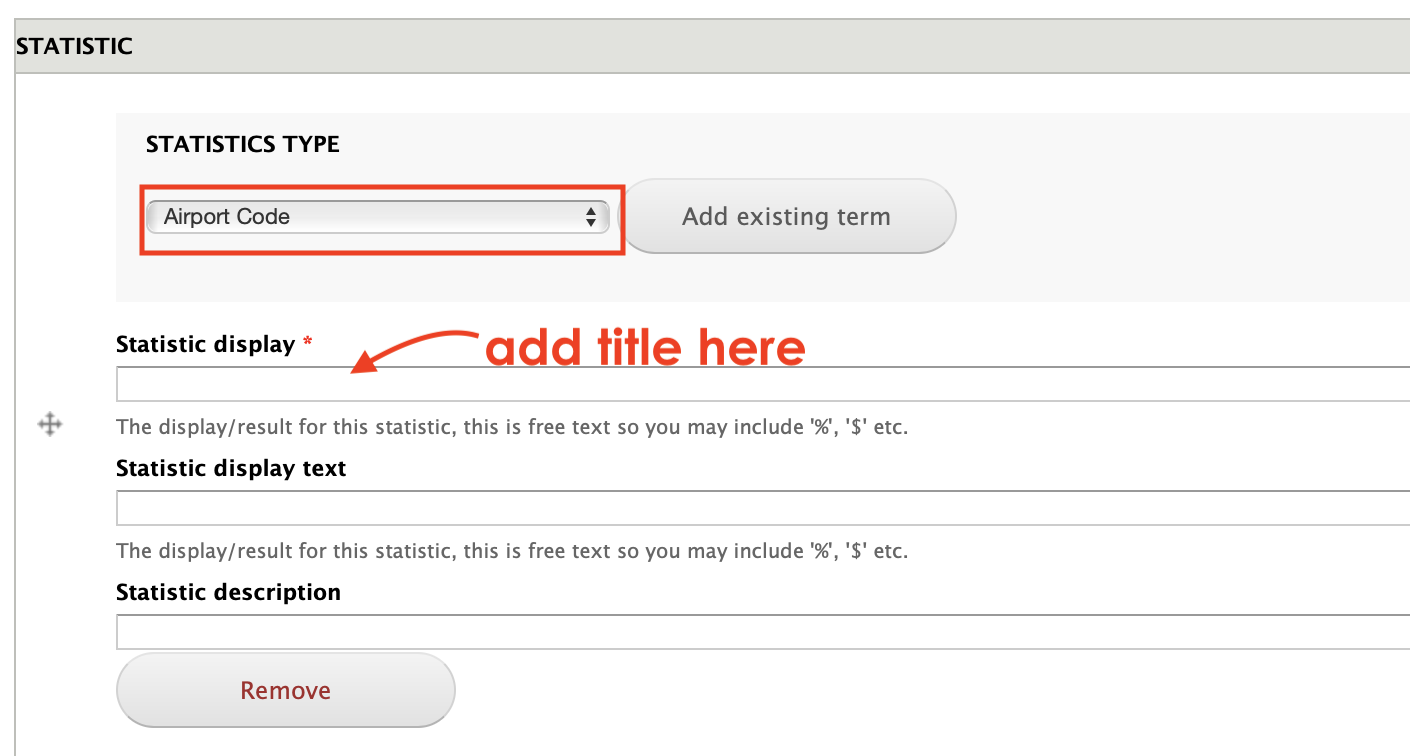 STATISTIC
STATISTICS TYPE
Airport Code
Add existing term
Statistic display *
add title here
The display/result for this statistic, this is free text so you may include '%', '$' etc.
Statistic display text
The display/result for this statistic, this is free text so you may include '%', '$' etc.
Statistic description
Remove